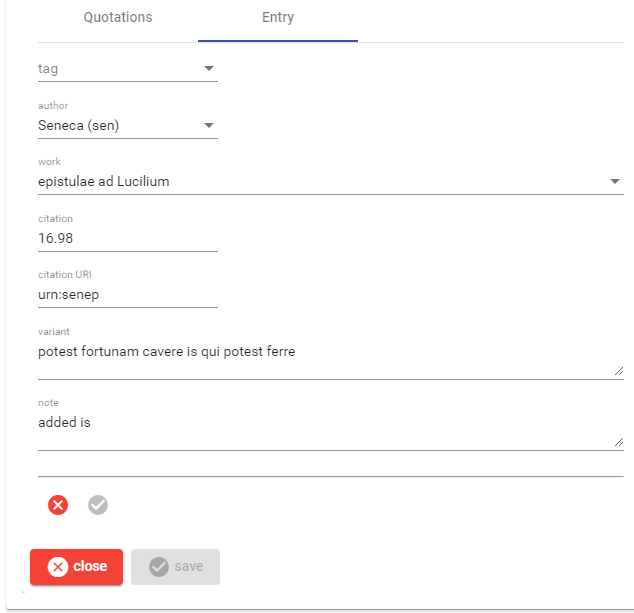 Quotations Entry
tag
author
Seneca (sen)
work
epistulae ad Lucilium
citation
16.98
citation URI
urn:senep
variant
potest fortunam cavere is qui potest ferre
note
added is
close save